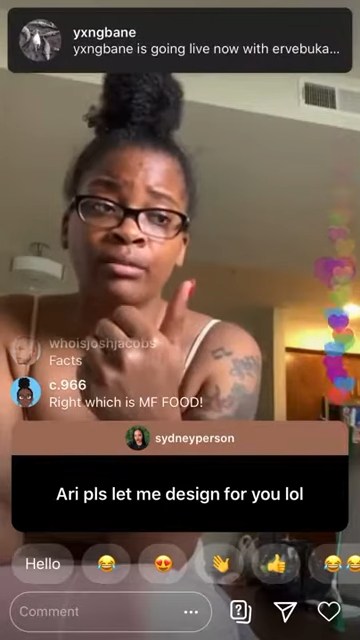 yxngbane
yxngbane is going live now with ervebuka...
whoisjoshjacobs
Facts
c.966
Right which is MF FOOD!
sydneyperson
Ari pls let me design for you lol
Hello 😂 😍 👋 👍 😂😂
Comment